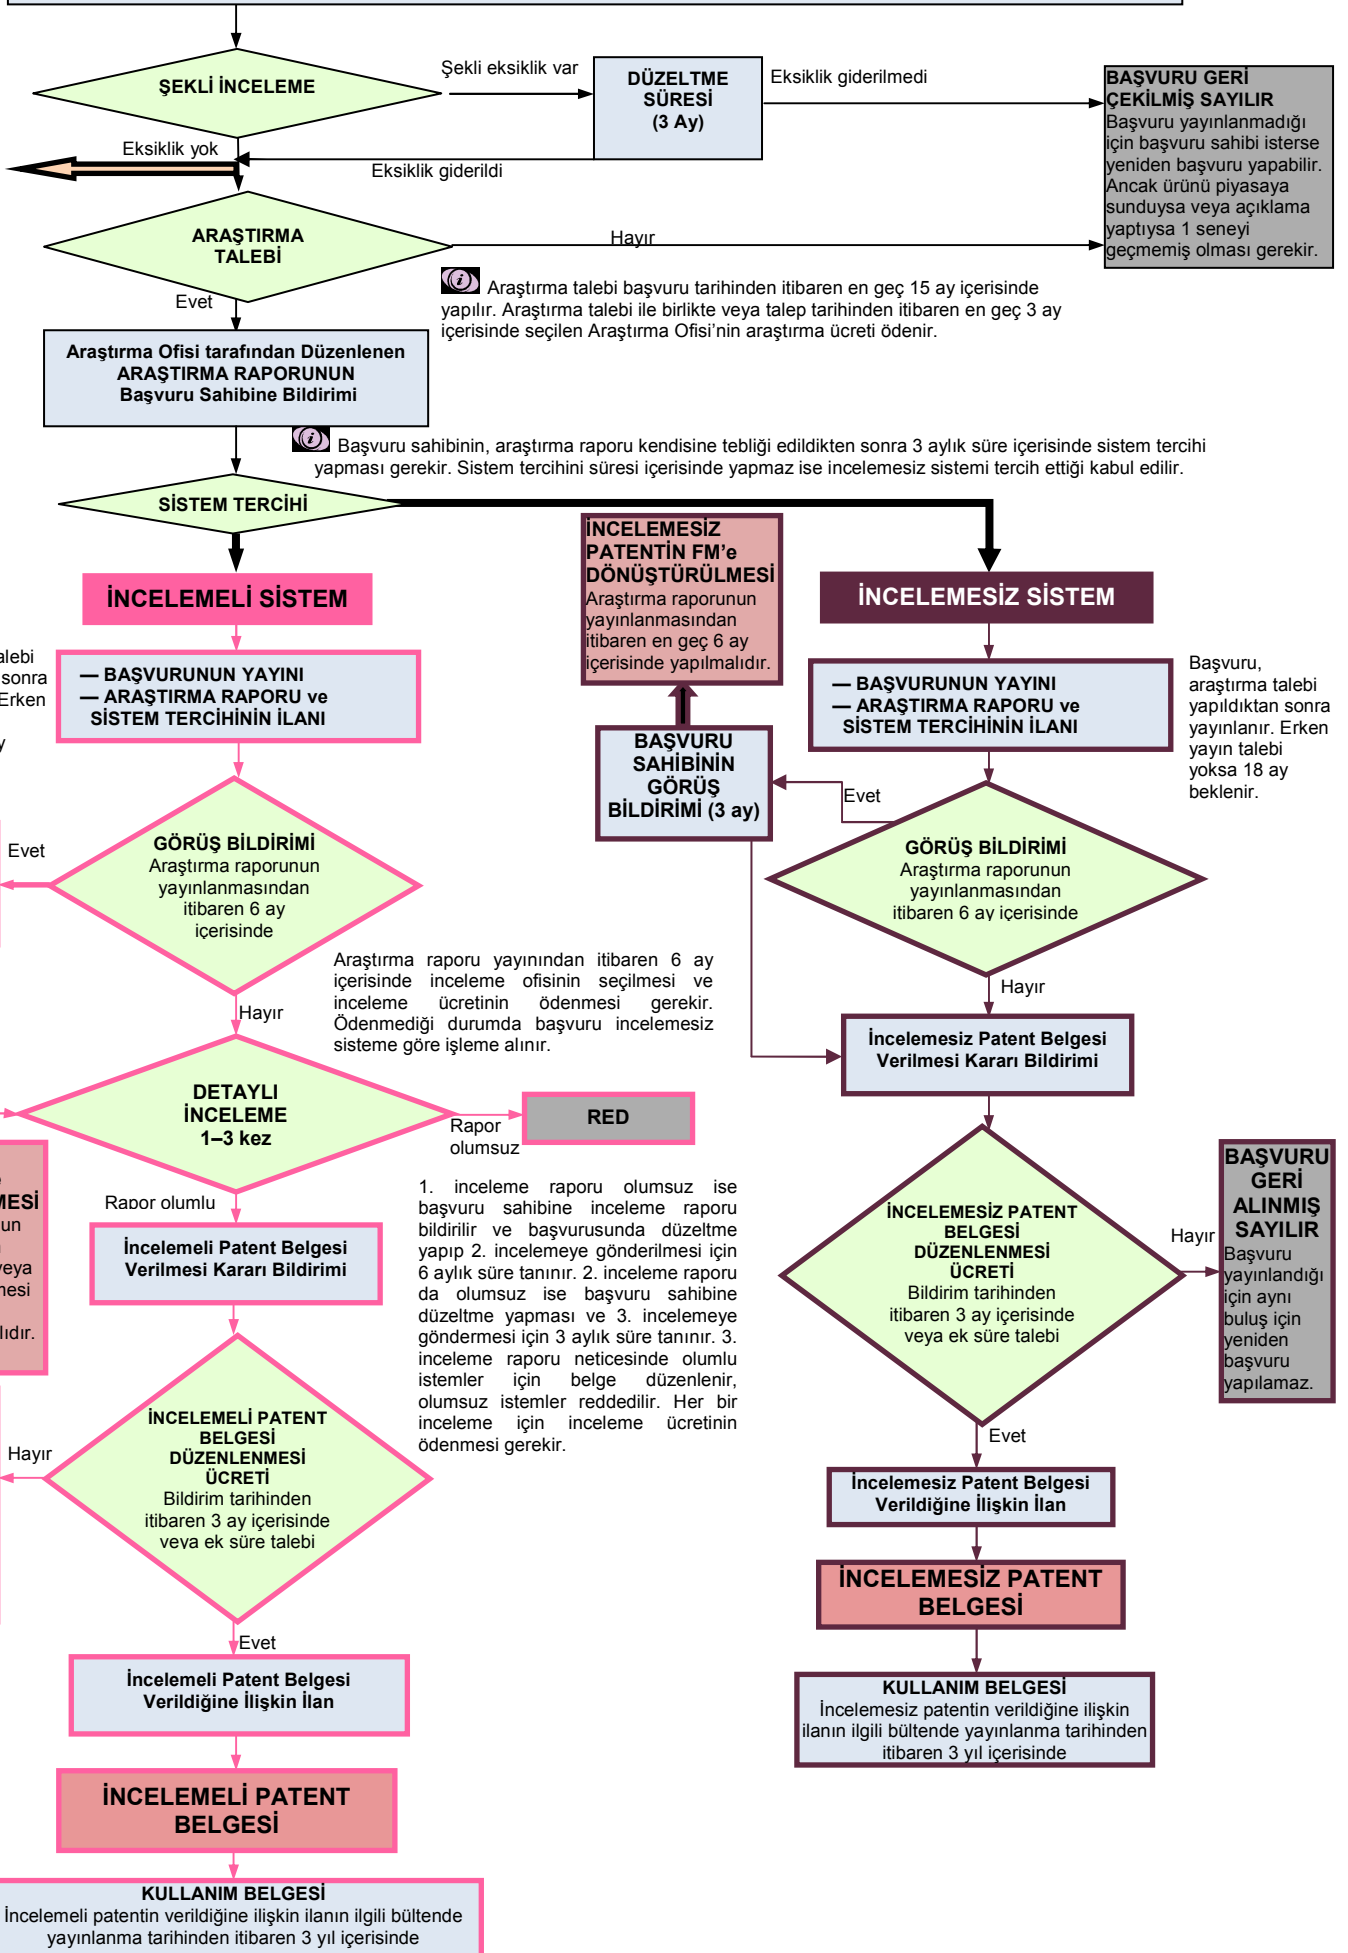 ŞEKLİ İNCELEME
Şekli eksiklik var
DÜZELTME
SÜRESİ
(3 Ay)
Eksiklik giderilmedi
BAŞVURU GERİ
ÇEKİLMİŞ SAYILIR
Başvuru yayınlanmadığı
için başvuru sahibi isterse
yeniden başvuru yapabilir.
Ancak ürünü piyasaya
sunduysa veya açıklama
yaptıysa 1 seneyi
geçmemiş olması gerekir.
Eksiklik yok
Eksiklik giderildi
ARAŞTIRMA
TALEBİ
Hayır
Evet
Araştırma talebi başvuru tarihinden itibaren en geç 15 ay içerisinde
yapılır. Araştırma talebi ile birlikte veya talep tarihinden itibaren en geç 3 ay
içerisinde seçilen Araştırma Ofisi’nin araştırma ücreti ödenir.
Araştırma Ofisi tarafından Düzenlenen
ARAŞTIRMA RAPORUNUN
Başvuru Sahibine Bildirimi
Başvuru sahibinin, araştırma raporu kendisine tebliği edildikten sonra 3 aylık süre içerisinde sistem tercihi
yapması gerekir. Sistem tercihini süresi içerisinde yapmaz ise incelemesiz sistemi tercih ettiği kabul edilir.
SİSTEM TERCİHİ
İNCELEMELİ SİSTEM
İNCELEMESİZ
PATENTİN FM’e
DÖNÜŞTÜRÜLMESİ
Araştırma raporunun
yayınlanmasından
itibaren en geç 6 ay
içerisinde yapılmalıdır.
İNCELEMESİZ SİSTEM
alebi
sonra
Erken
y
— BAŞVURUNUN YAYINI
— ARAŞTIRMA RAPORU ve
SİSTEM TERCİHİNİN İLANI
— BAŞVURUNUN YAYINI
— ARAŞTIRMA RAPORU ve
SİSTEM TERCİHİNİN İLANI
Başvuru,
araştırma talebi
yapıldıktan sonra
yayınlanır. Erken
yayın talebi
yoksa 18 ay
beklenir.
BAŞVURU
SAHİBİNİN
GÖRÜŞ
BİLDİRİMİ (3 ay)
Evet
Evet
GÖRÜŞ BİLDİRİMİ
Araştırma raporunun
yayınlanmasından
itibaren 6 ay
içerisinde
GÖRÜŞ BİLDİRİMİ
Araştırma raporunun
yayınlanmasından
itibaren 6 ay içerisinde
Hayır
Araştırma raporu yayınından itibaren 6 ay
içerisinde inceleme ofisinin seçilmesi ve
inceleme ücretinin ödenmesi gerekir.
Ödenmediği durumda başvuru incelemesiz
sisteme göre işleme alınır.
Hayır
İncelemesiz Patent Belgesi
Verilmesi Kararı Bildirimi
DETAYLI
İNCELEME
1–3 kez
Rapor
olumsuz
RED
Rapor olumlu
e
MESİ
un
n
veya
mesi
lıdır.
İncelemeli Patent Belgesi
Verilmesi Kararı Bildirimi
1. inceleme raporu olumsuz ise
başvuru sahibine inceleme raporu
bildirilir ve başvurusunda düzeltme
yapıp 2. incelemeye gönderilmesi için
6 aylık süre tanınır. 2. inceleme raporu
da olumsuz ise başvuru sahibine
düzeltme yapması ve 3. incelemeye
göndermesi için 3 aylık süre tanınır. 3.
inceleme raporu neticesinde olumlu
istemler için belge düzenlenir,
olumsuz istemler reddedilir. Her bir
inceleme için inceleme ücretinin
ödenmesi gerekir.
İNCELEMESİZ PATENT
BELGESİ
DÜZENLENMESİ
ÜCRETİ
Bildirim tarihinden
itibaren 3 ay içerisinde
veya ek süre talebi
Hayır
BAŞVURU
GERİ
ALINMIŞ
SAYILIR
Başvuru
yayınlandığı
için aynı
buluş için
yeniden
başvuru
yapılamaz.
İNCELEMELİ PATENT
BELGESİ
DÜZENLENMESİ
ÜCRETİ
Bildirim tarihinden
itibaren 3 ay içerisinde
veya ek süre talebi
Hayır
Evet
Evet
İncelemesiz Patent Belgesi
Verildiğine İlişkin İlan
İNCELEMESİZ PATENT
BELGESİ
KULLANIM BELGESİ
İncelemesiz patentin verildiğine ilişkin
ilanın ilgili bültende yayınlanma tarihinden
itibaren 3 yıl içerisinde
İncelemeli Patent Belgesi
Verildiğine İlişkin İlan
İNCELEMELİ PATENT
BELGESİ
KULLANIM BELGESİ
İncelemeli patentin verildiğine ilişkin ilanın ilgili bültende
yayınlanma tarihinden itibaren 3 yıl içerisinde